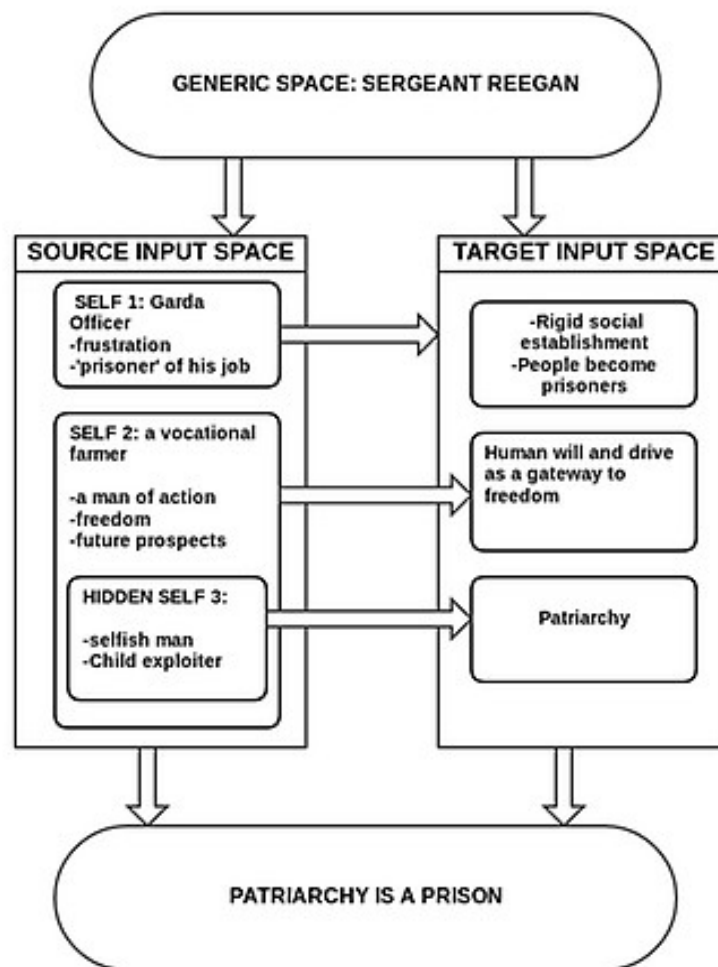 GENERIC SPACE: SERGEANT REEGAN
SOURCE INPUT SPACE
SELF 1: Garda
Officer
-frustration
-'prisoner' of his job
SELF 2: a vocational
farmer
-a man of action
-freedom
-future prospects
HIDDEN SELF 3:
-selfish man
-Child exploiter
TARGET INPUT SPACE
-Rigid social
establishment
-People become
prisoners
Human will and drive
as a gateway to
freedom
Patriarchy
PATRIARCHY IS A PRISON